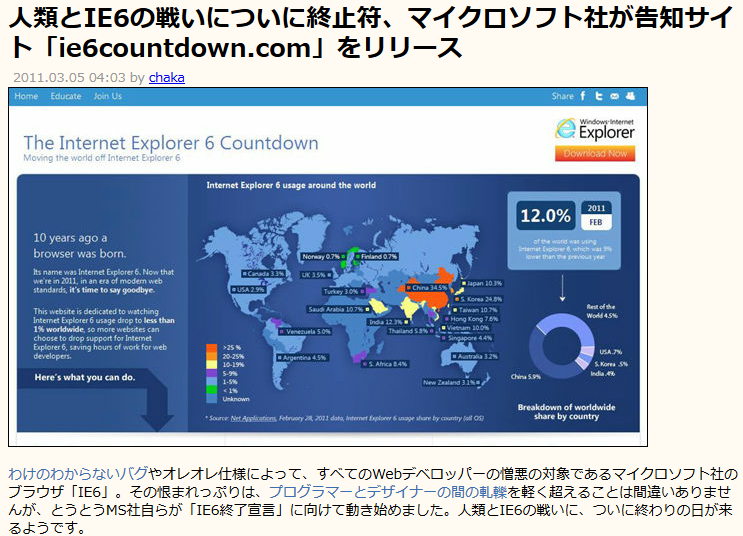 人類とIE6の戦いについに終止符、マイクロソフト社が告知サイ
ト「ie6countdown.com」をリリース
2011.03.05 04:03 by chaka
Home Educate Join Us Share
The Internet Explorer 6 Countdown
Moving the world off Internet Explorer 6
Windows Internet
Explorer
Download Now
Internet Explorer 6 usage around the world
10 years ago a
browser was born.
Its name was Internet Explorer 6. Now that
we're in 2011, in an era of modern web
standards, it's time to say goodbye.
This website is dedicated to watching
Internet Explorer 6 usage drop to less than
1% worldwide, so more websites can
choose to drop support for Internet
Explorer 6, saving hours of work for web
developers.
Here's what you can do.
Norway 0.7%
Finland 0.7%
Canada 3.3%
UK 3.5%
USA 2.9%
Turkey 3.0%
China 34.5%
Japan 10.3%
S. Korea 24.8%
Saudi Arabia 10.7%
Taiwan 10.7%
India 12.3%
Hong Kong 7.6%
Venezuela 5.0%
Thailand 5.8%
Vietnam 10.0%
Singapore 4.4%
Argentina 4.5%
S. Africa 8.4%
Australia 3.2%
New Zealand 3.1%
>25 %
20-25%
10-19%
5-9%
1-5%
< 1%
Unknown
* Source: Net Applications, February 28, 2011 data, Internet Explorer 6 usage share by country (all OS)
12.0%
2011
FEB
of the world was using
Internet Explorer 6, which was 9%
lower than the previous year
Rest of the
World 4.5%
USA .7%
S. Korea .5%
India .4%
China 5.9%
Breakdown of worldwide
share by country
わけのわからないバグやオレオレ仕様によって、すべてのWebデベロッパーの憎悪の対象であるマイクロソフト社の
ブラウザ「IE6」。その恨まれっぷりは、プログラマーとデザイナーの間の軋轢を軽く超えることは間違いありませ
んが、とうとうMS社自らが「IE6終了宣言」に向けて動き始めました。人類とIE6の戦いに、ついに終わりの日が来
るようです。